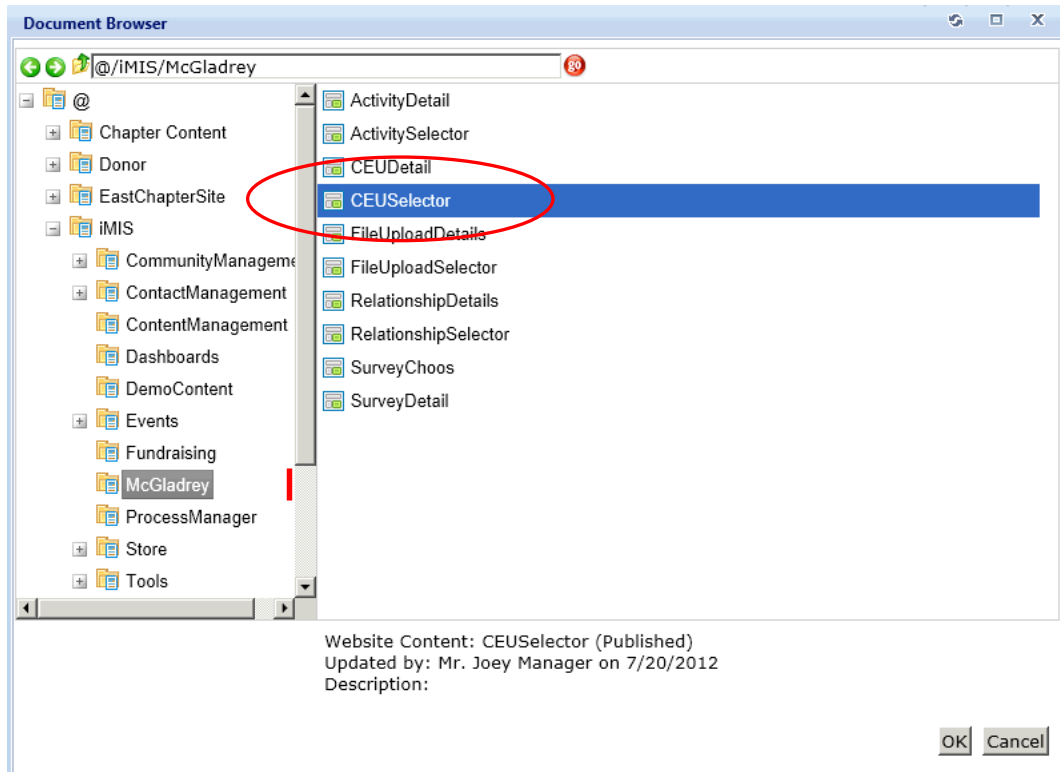 Document Browser
@/iMIS/McGladrey
go
@
Chapter Content
Donor
EastChapterSite
iMIS
CommunityManageme
ContactManagement
ContentManagement
Dashboards
DemoContent
Events
Fundraising
McGladrey
ProcessManager
Store
Tools
ActivityDetail
ActivitySelector
CEUDetail
CEUSelector
FileUploadDetails
FileUploadSelector
RelationshipDetails
RelationshipSelector
SurveyChoos
SurveyDetail
Website Content: CEUSelector (Published)
Updated by: Mr. Joey Manager on 7/20/2012
Description:
OK Cancel